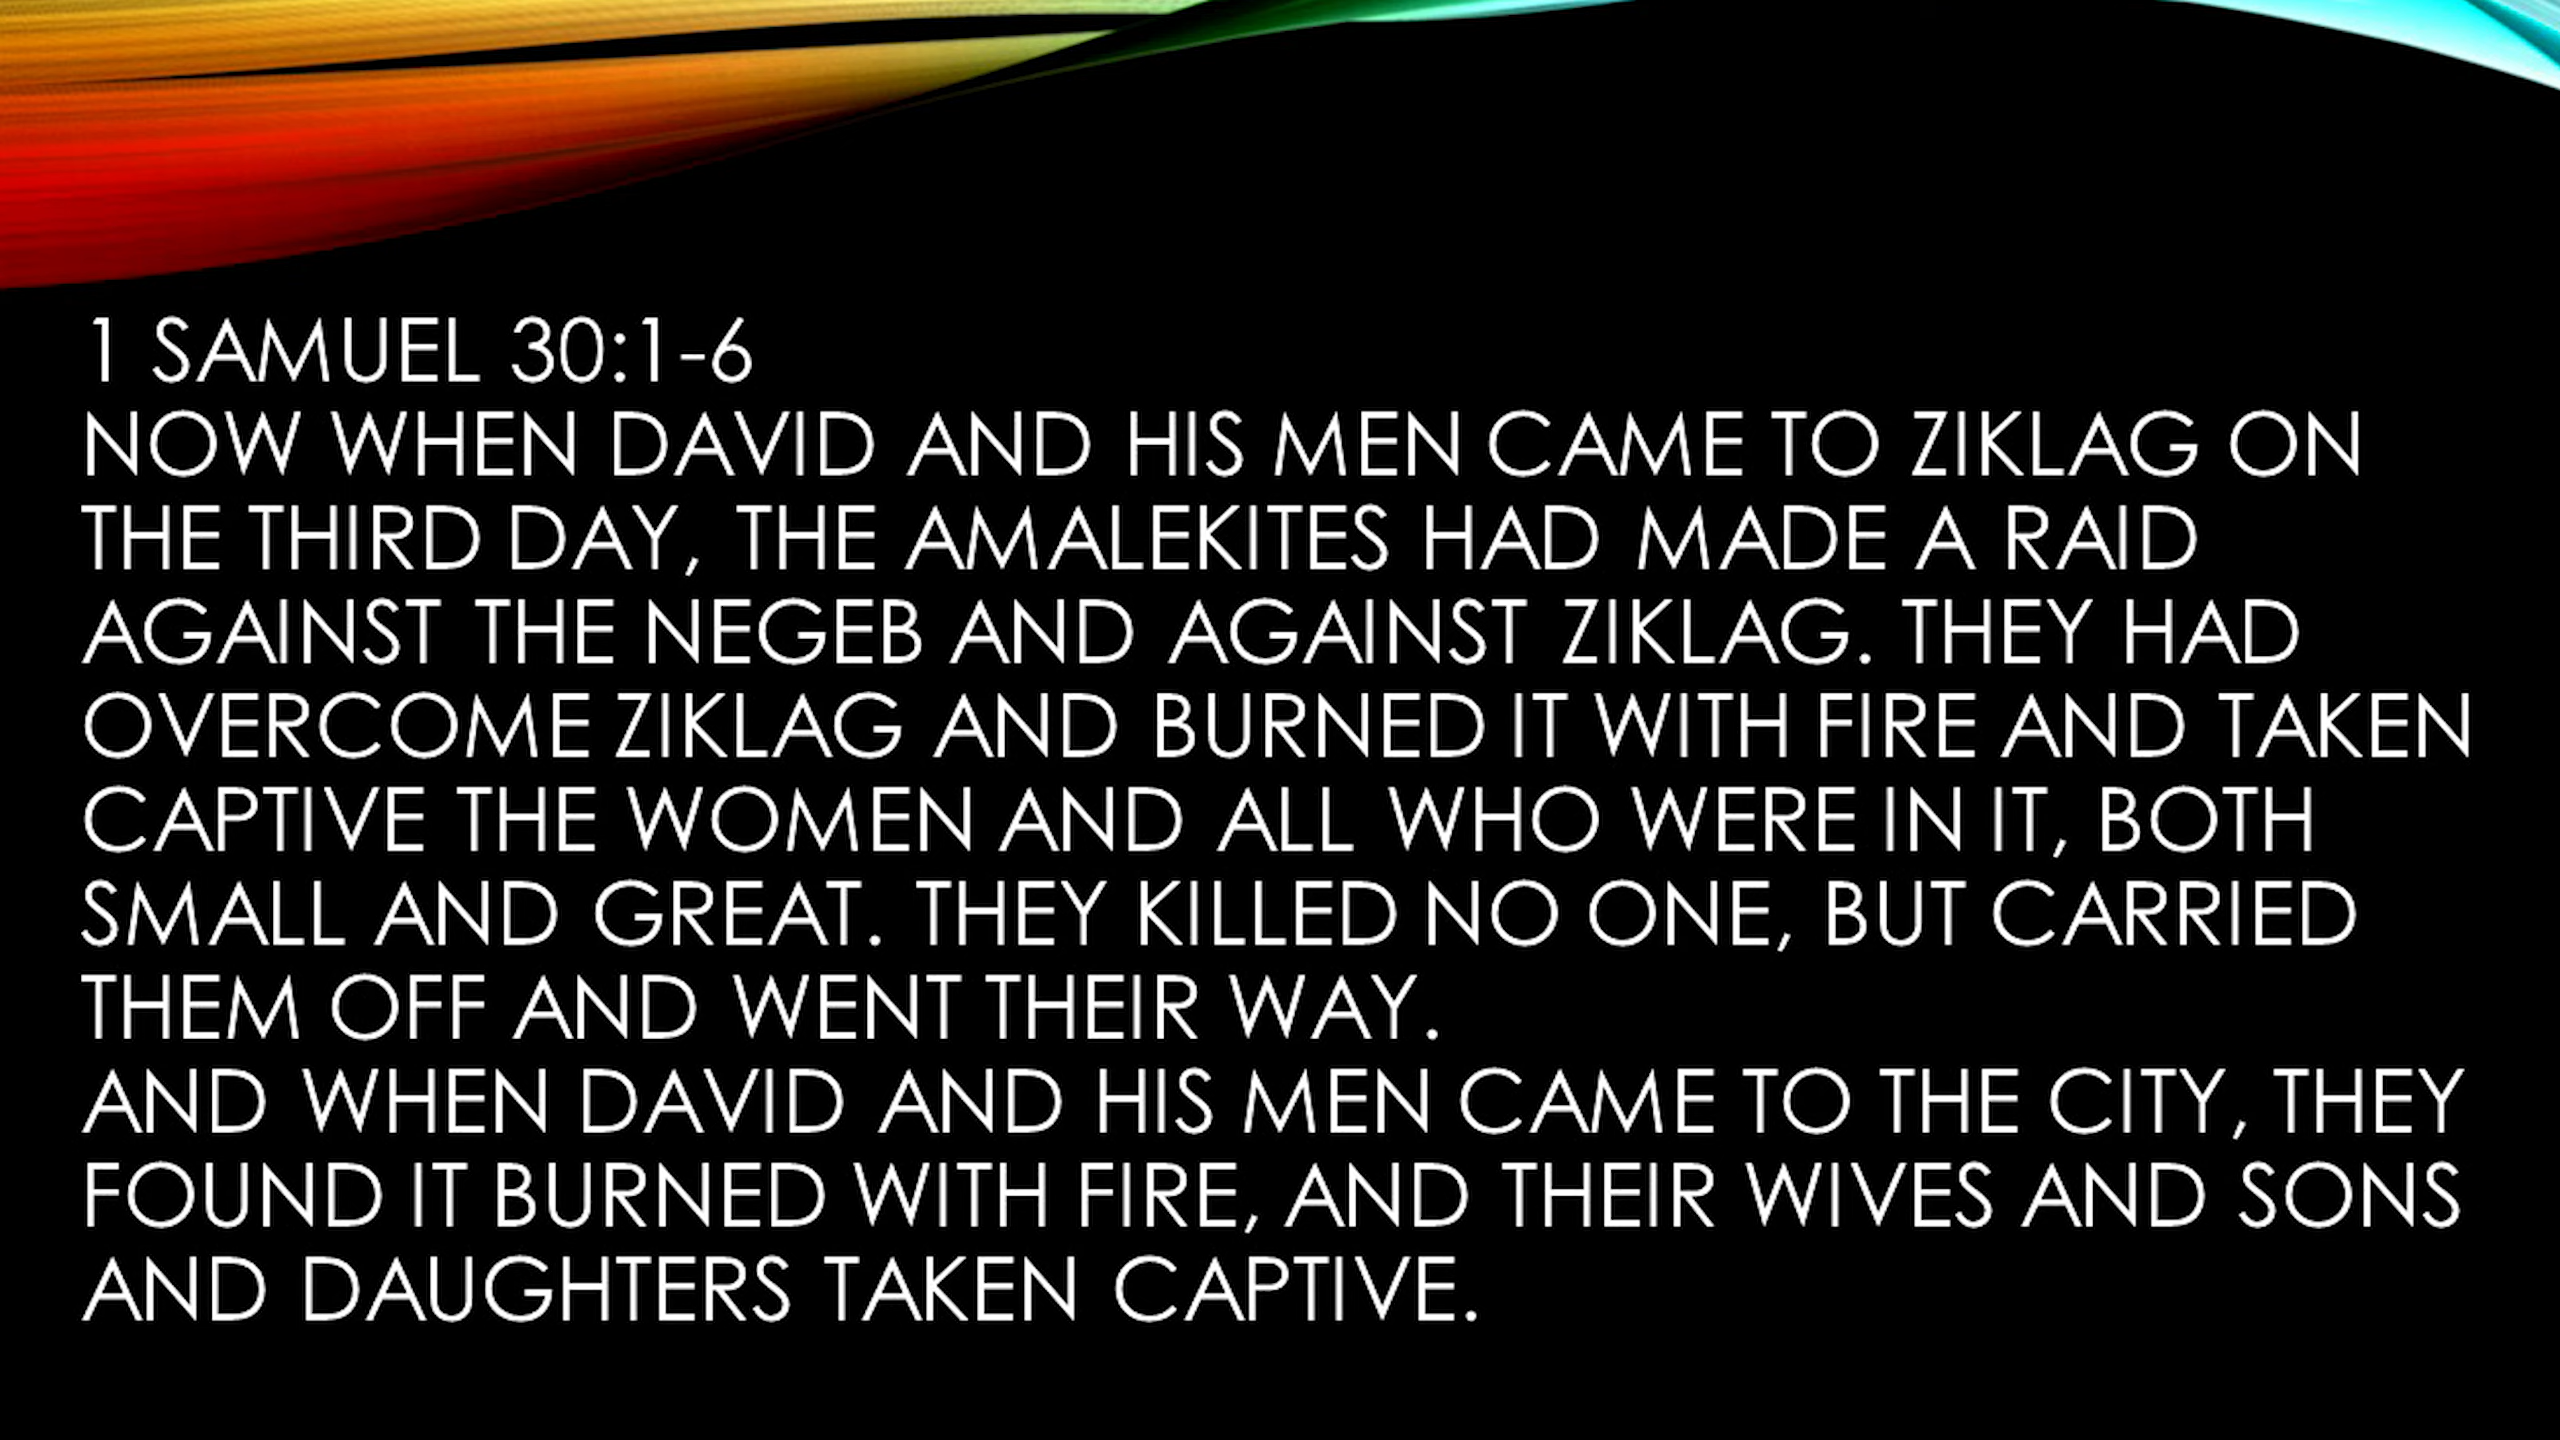 1 SAMUEL 30:1-6
NOW WHEN DAVID AND HIS MEN CAME TO ZIKLAG ON
THE THIRD DAY, THE AMALEKITES HAD MADE A RAID
AGAINST THE NEGEB AND AGAINST ZIKLAG. THEY HAD
OVERCOME ZIKLAG AND BURNED IT WITH FIRE AND TAKEN
CAPTIVE THE WOMEN AND ALL WHO WERE IN IT, BOTH
SMALL AND GREAT. THEY KILLED NO ONE, BUT CARRIED
THEM OFF AND WENT THEIR WAY.
AND WHEN DAVID AND HIS MEN CAME TO THE CITY, THEY
FOUND IT BURNED WITH FIRE, AND THEIR WIVES AND SONS
AND DAUGHTERS TAKEN CAPTIVE.